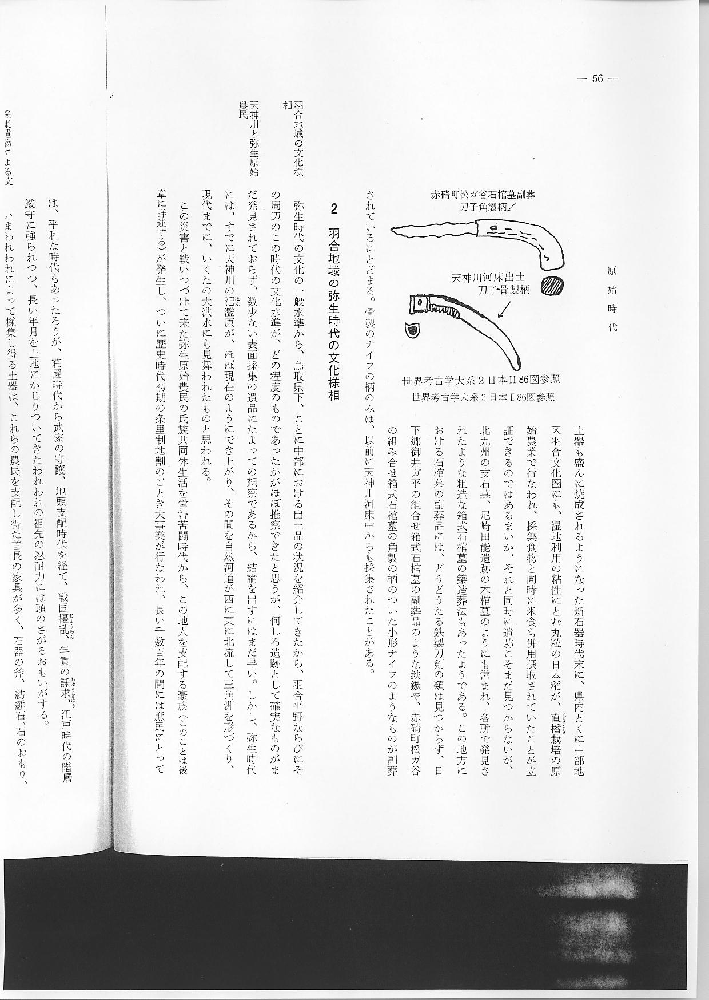 ― 56 ―
原始時代
赤碕町松ガ谷石棺墓副葬
刀子角製柄
天神川河床出土
刀子骨製柄
世界考古学大系2日本Ⅱ86図参照
世界考古学大系2日本Ⅱ86図参照
土器も盛んに焼成されるようになった新石器時代末に、県内とくに中部地
区羽合文化圏にも、湿地利用の粘性にとむ丸粒の日本稲が、直播栽培の原
じきまき
始農業で行なわれ、採集食物と同時に米食も併用摂取されていたことが立
証できるのではあるまいか、それと同時に遺跡こそまだ見つからないが、
北九州の支石墓、尼崎田能遺跡の木棺墓のようにも営まれ、各所で発見さ
れたような粗造な箱式石棺墓の築造葬法もあったようである。この地方に
おける石棺墓の副葬品には、どうどうたる鉄製刀剣の類は見つからず、日
下郷御井ガ平の組合せ箱式石棺墓の副葬品のような鉄鏃や、赤碕町松ガ谷
の組み合せ箱式石棺墓の角製の柄のついた小形ナイフのようなものが副葬
されているにとどまる。骨製のナイフの柄のみは、以前に天神川河床中からも採集されたことがある。
2 羽合地域の弥生時代の文化様相
羽合地域の文化様
相
弥生時代の文化の一般水準から、鳥取県下、ことに中部における出土品の状況を紹介してきたから、羽合平野ならびにそ
の周辺のこの時代の文化水準が、どの程度のものであったかがほぼ推察できたと思うが、何しろ遺跡として確実なものがま
天神川と弥生原始
農民
だ発見されておらず、数少ない表面採集の遺品にたよっての想察であるから、結論を出すにはまだ早い。しかし、弥生時代
には、すでに天神川の氾濫原が、ほぼ現在のようにでき上がり、その間を自然河道が西に東に北流して三角洲を形づくり、
はん
現代までに、いくたの大洪水にも見舞われたものと思われる。
この災害と戦いつづけて来た弥生原始農民の氏族共同体生活を営む苦闘時代から、この地人を支配する豪族（このことは後
章に詳述する）が発生し、ついに歴史時代初期の条里制地割のごとき大事業が行なわれ、長い千数百年の間には庶民にとって
は、平和な時代もあったろうが、荘園時代から武家の守護、地頭支配時代を経て、戦国擾乱、年貢の誅求、江戸時代の階層
じょうらん
ちゅうきゅう
厳守に強られつつ、長い年月を土地にかじりついてきたわれわれの祖先の忍耐力には頭のさがるおもいがする。
採集遺物による文
いまわれわれによって採集し得る土器は、これらの農民を支配し得た首長の家具が多く、石器の斧、紡錘石、石のおもり、